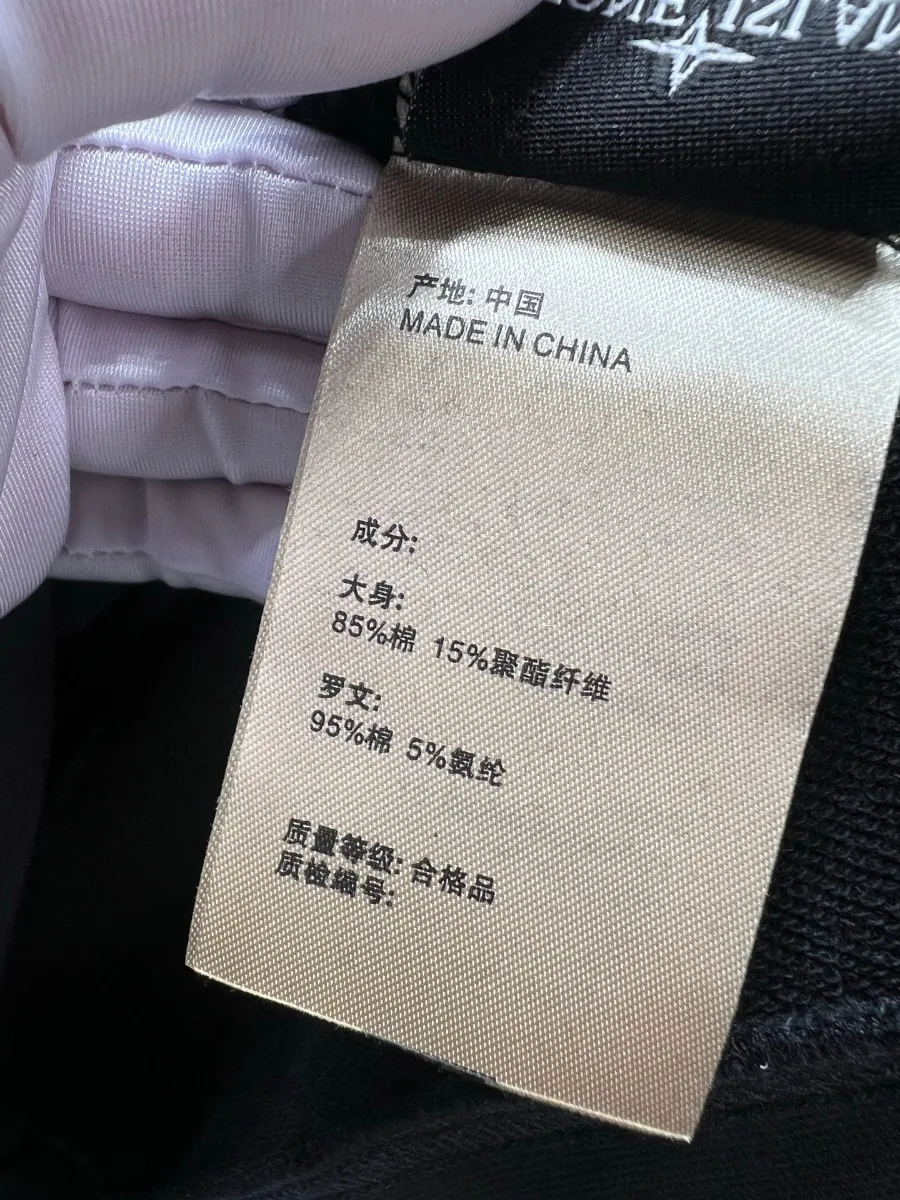 产地: 中国
MADE IN CHINA
成分:
大身:
85%棉 15%聚酯纤维
罗文:
95%棉 5%氨纶
质量等级: 合格品
质检编号: